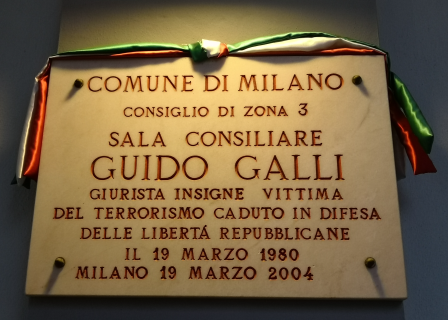 COMUNE DI MILANO
CONSIGLIO DI ZONA 3
SALA CONSILIARE
GUIDO GALLI
GIURISTA INSIGNE VITTIMA
DEL TERRORISMO CADUTO IN DIFESA
DELLE LIBERTÁ REPUBBLICANE
IL 19 MARZO 1980
MILANO 19 MARZO 2004